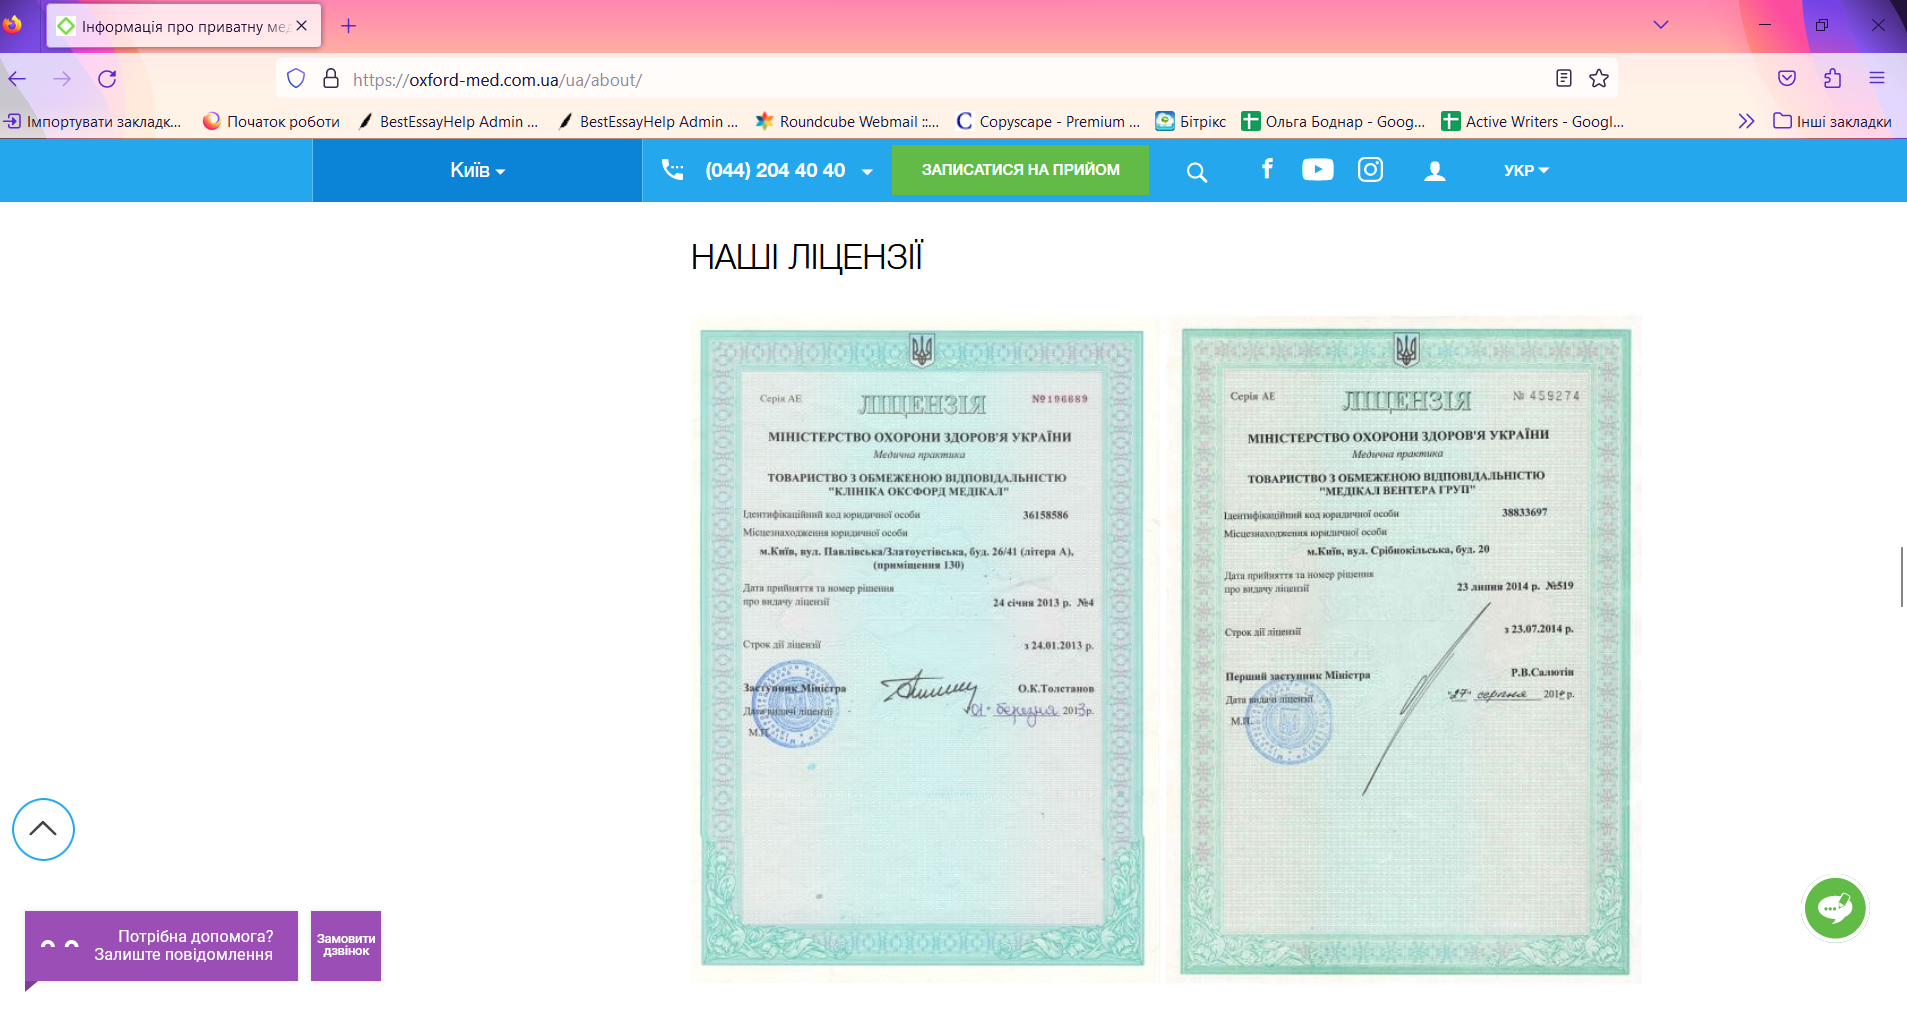 Інформація про приватну мед
https://oxford-med.com.ua/ua/about/
Імпортувати закладк...
Початок роботи
BestEssayHelp Admin ...
BestEssayHelp Admin ...
Roundcube Webmail ::...
Copyscape - Premium ...
Бітрікс
Ольга Боднар - Goog...
Active Writers - Googl...
Інші закладки
Київ
(044) 204 40 40
ЗАПИСАТИСЯ НА ПРИЙОМ
УКР
НАШІ ЛІЦЕНЗІЇ
Серія АЕ
ЛІЦЕНЗІЯ
№196689
МІНІСТЕРСТВО ОХОРОНИ ЗДОРОВ'Я УКРАЇНИ
Медична практика
ТОВАРИСТВО З ОБМЕЖЕНОЮ ВІДПОВІДАЛЬНІСТЮ
"КЛІНІКА ОКСФОРД МЕДІКАЛ"
Ідентифікаційний код юридичної особи 36158586
Місцезнаходження юридичної особи
м.Київ, вул. Павлівська/Златоустівська, буд. 26/41 (літера А),
(приміщення 130)
Дата прийняття та номер рішення
про видачу ліцензії 24 січня 2013 р. №4
Строк дії ліцензії з 24.01.2013 р.
Заступник Міністра О.К.Толстанов
Дата видачі ліцензії "01" березня 2013р.
М.П.
Серія АЕ
ЛІЦЕНЗІЯ
№ 459274
МІНІСТЕРСТВО ОХОРОНИ ЗДОРОВ'Я УКРАЇНИ
Медична практика
ТОВАРИСТВО З ОБМЕЖЕНОЮ ВІДПОВІДАЛЬНІСТЮ
"МЕДІКАЛ ВЕНТЕРА ГРУП"
Ідентифікаційний код юридичної особи 38833697
Місцезнаходження юридичної особи
м.Київ, вул. Срібнокільська, буд. 20
Дата прийняття та номер рішення
про видачу ліцензії 23 липня 2014 р. №519
Строк дії ліцензії з 23.07.2014 р.
Перший заступник Міністра Р.В.Салютін
Дата видачі ліцензії "27" серпня 2014р.
М.П.
Потрібна допомога?
Залиште повідомлення
Замовити
дзвінок